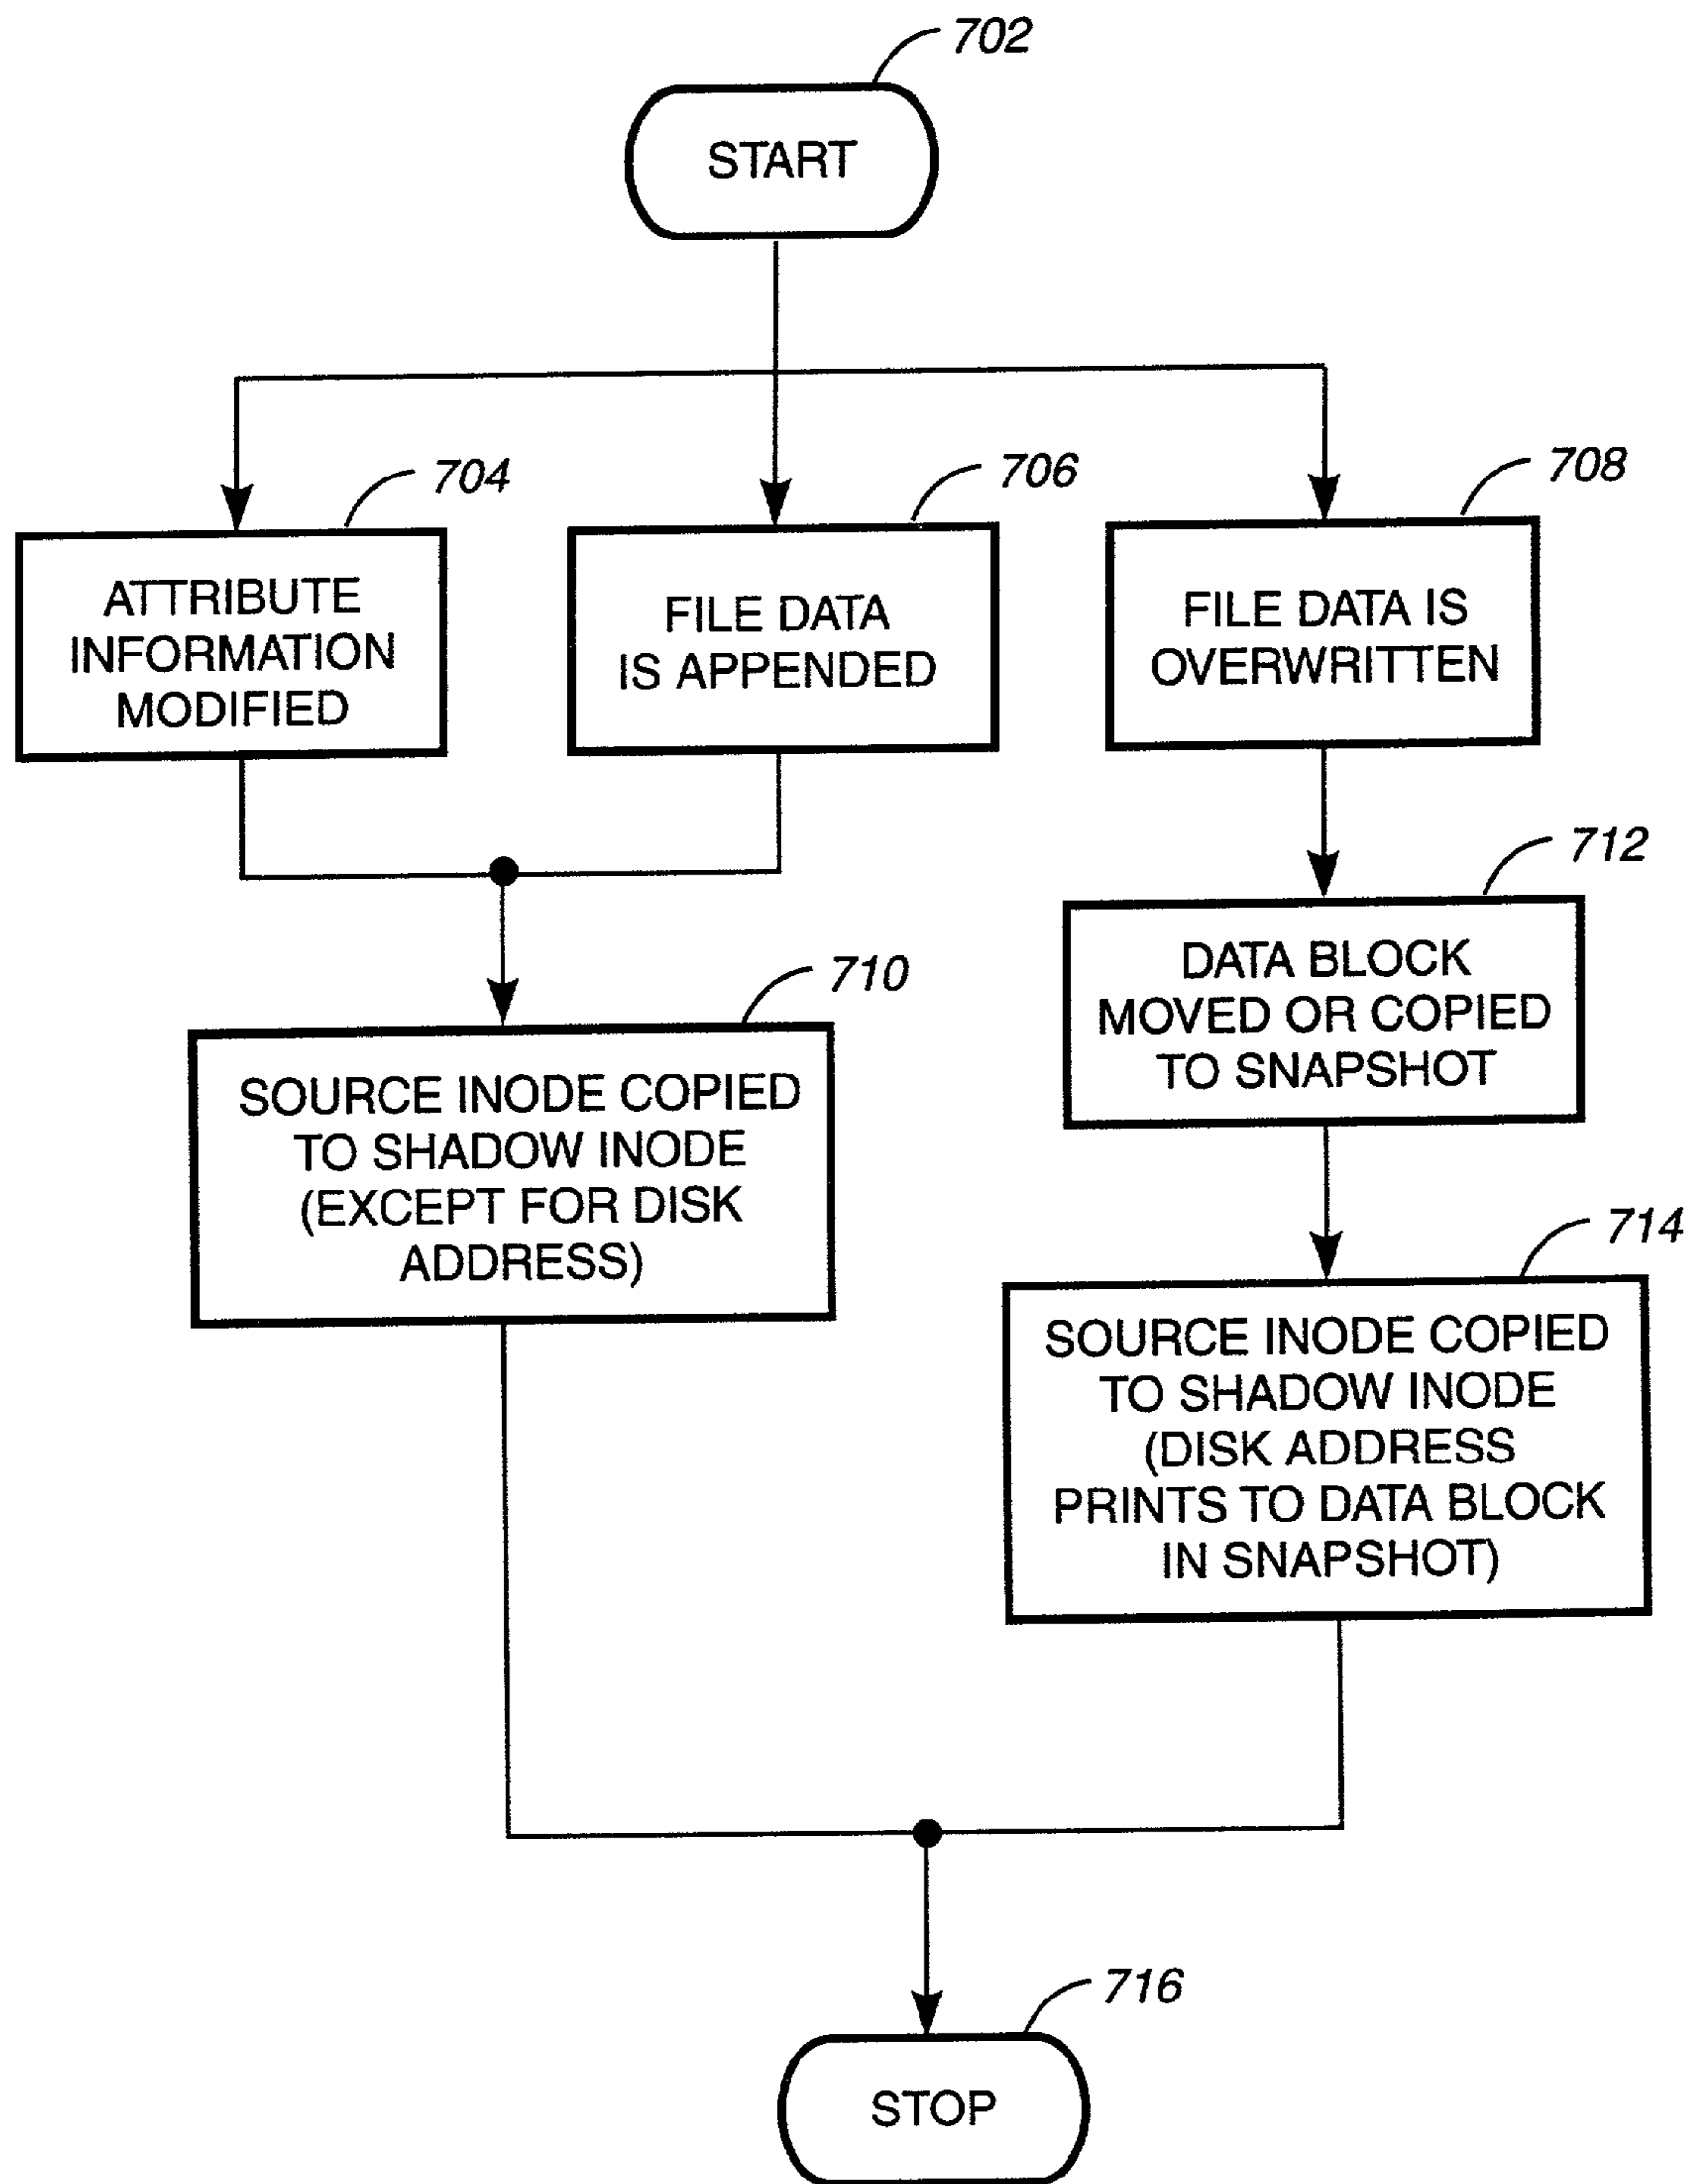 702
START
704
706
708
ATTRIBUTE
INFORMATION
MODIFIED
FILE DATA
IS APPENDED
FILE DATA IS
OVERWRITTEN
712
DATA BLOCK
MOVED OR COPIED
TO SNAPSHOT
710
SOURCE INODE COPIED
TO SHADOW INODE
(EXCEPT FOR DISK
ADDRESS)
714
SOURCE INODE COPIED
TO SHADOW INODE
(DISK ADDRESS
PRINTS TO DATA BLOCK
IN SNAPSHOT)
716
STOP